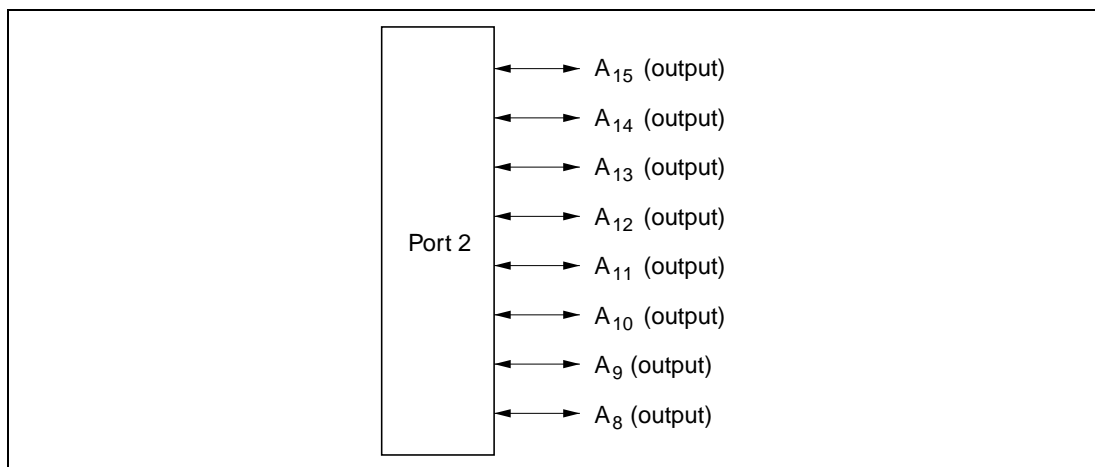 A15 (output)
A14 (output)
A13 (output)
A12 (output)
Port 2
A11 (output)
A10 (output)
A9 (output)
A8 (output)